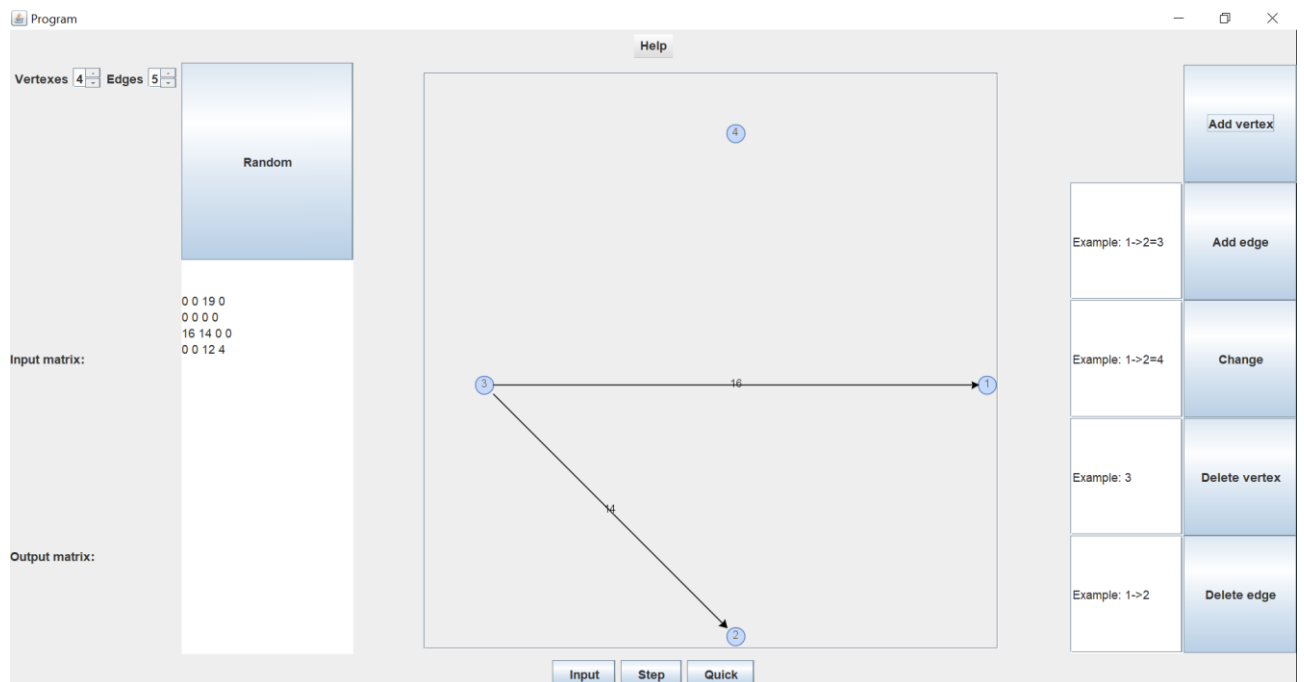 Program
Help
Vertexes 4 Edges 5
Random
Add vertex
4
Example: 1->2=3
Add edge
0 0 19 0
0 0 0 0
16 14 0 0
0 0 12 4
Input matrix:
Example: 1->2=4
Change
3
16
1
Example: 3
Delete vertex
14
Output matrix:
Example: 1->2
Delete edge
2
Input
Step
Quick